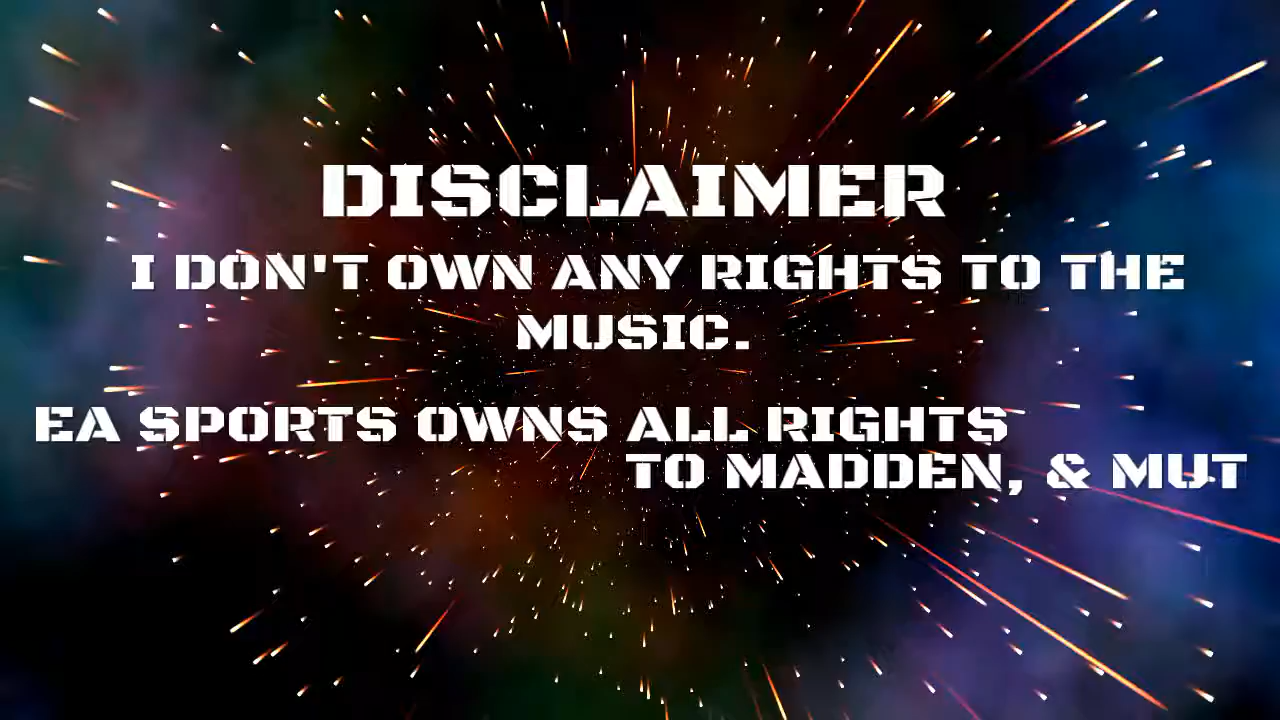 DISCLAIMER
I DON'T OWN ANY RIGHTS TO THE
MUSIC.
EA SPORTS OWNS ALL RIGHTS
TO MADDEN, & MUT